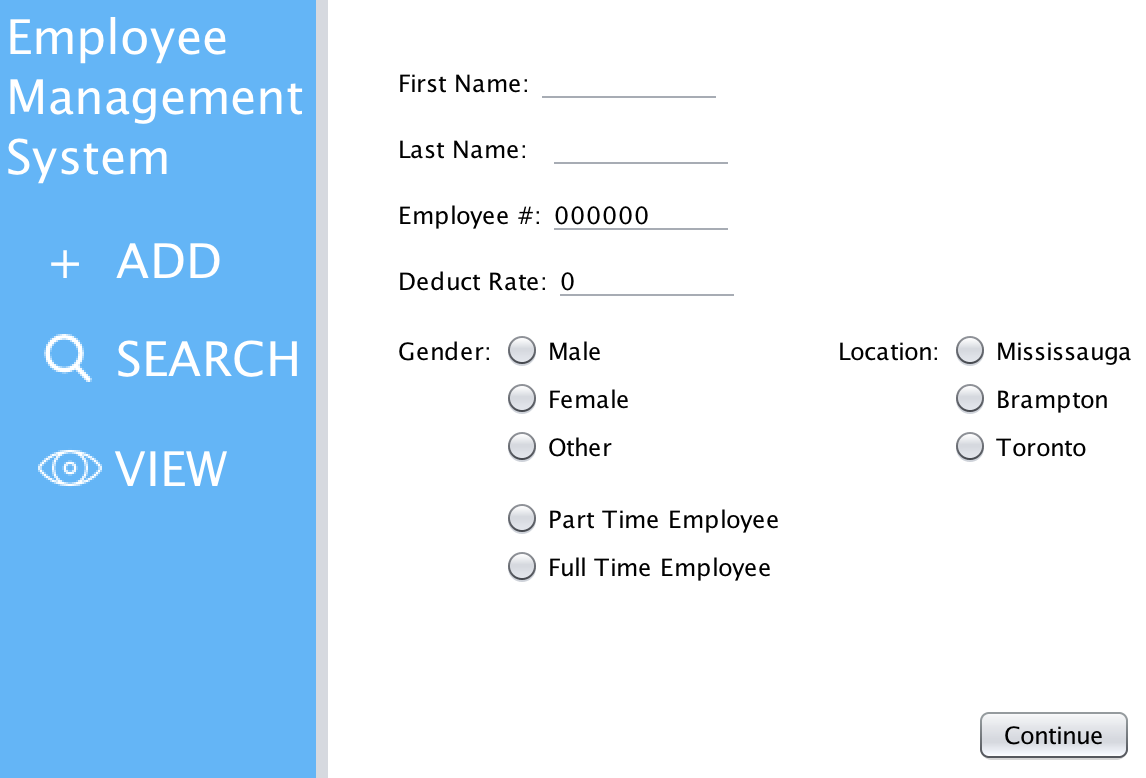 Employee
Management
System
+ ADD
SEARCH
VIEW
First Name:
Last Name:
Employee #: 000000
Deduct Rate: 0
Gender: Male Location: Mississauga
Female Brampton
Other Toronto
Part Time Employee
Full Time Employee
Continue